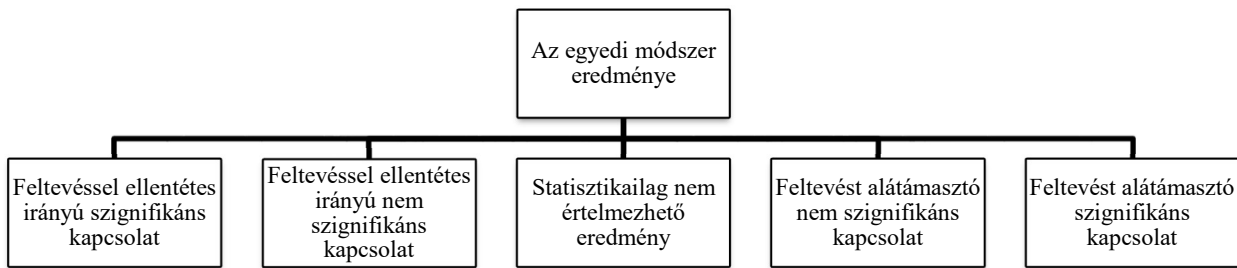 Az egyedi módszer
eredménye
Feltevéssel ellentétes
irányú szignifikáns
kapcsolat
Feltevéssel ellentétes
irányú nem
szignifikáns
kapcsolat
Statisztikailag nem
értelmezhető
eredmény
Feltevést alátámasztó
nem szignifikáns
kapcsolat
Feltevést alátámasztó
szignifikáns
kapcsolat